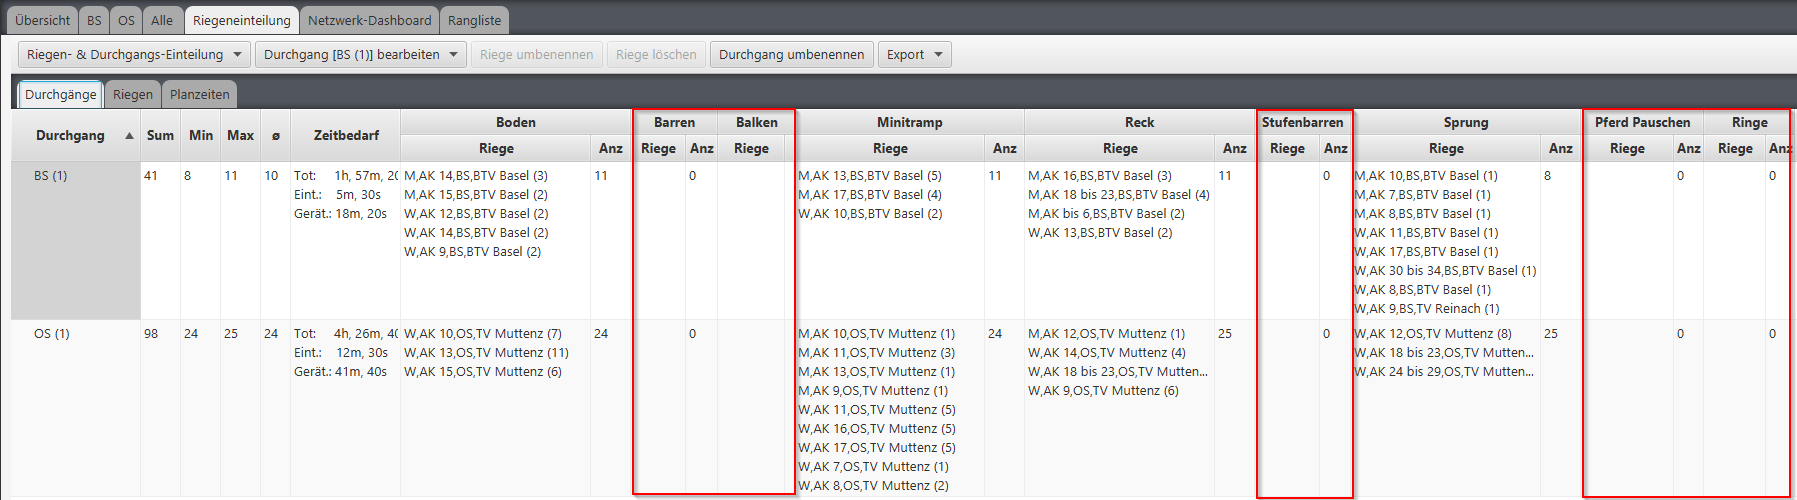 Übersicht BS OS Alle Riegeneinteilung Netzwerk-Dashboard Rangliste
Riegen- & Durchgangs-Einteilung Durchgang [BS (1)] bearbeiten Riege umbenennen Riege löschen Durchgang umbenennen Export
Durchgänge Riegen Planzeiten
Durchgang Sum Min Max ø Zeitbedarf Boden Barren Balken Minitramp Reck Stufenbarren Sprung Pferd Pauschen Ringe
Riege Anz Riege Anz Riege Riege Anz Riege Anz Riege Anz Riege Anz Riege Anz Riege Anz
BS (1) 41 8 11 10 Tot: 1h, 57m, 20 M,AK 14,BS,BTV Basel (3) 11 0 M,AK 13,BS,BTV Basel (5) 11 M,AK 16,BS,BTV Basel (3) 11 0 M,AK 10,BS,BTV Basel (1) 8 0 0
Eint.: 5m, 30s M,AK 15,BS,BTV Basel (2) M,AK 17,BS,BTV Basel (4) M,AK 18 bis 23,BS,BTV Basel (4) M,AK 7,BS,BTV Basel (1)
Gerät.: 18m, 20s W,AK 12,BS,BTV Basel (2) W,AK 10,BS,BTV Basel (2) M,AK bis 6,BS,BTV Basel (2) M,AK 8,BS,BTV Basel (1)
W,AK 14,BS,BTV Basel (2) W,AK 13,BS,BTV Basel (2) W,AK 11,BS,BTV Basel (1)
W,AK 9,BS,BTV Basel (2) W,AK 17,BS,BTV Basel (1)
W,AK 30 bis 34,BS,BTV Basel (1)
W,AK 8,BS,BTV Basel (1)
W,AK 9,BS,TV Reinach (1)
OS (1) 98 24 25 24 Tot: 4h, 26m, 40 W,AK 10,OS,TV Muttenz (7) 24 0 M,AK 10,OS,TV Muttenz (1) 24 M,AK 12,OS,TV Muttenz (1) 25 0 W,AK 12,OS,TV Muttenz (8) 25 0 0
Eint.: 12m, 30s W,AK 13,OS,TV Muttenz (11) M,AK 11,OS,TV Muttenz (3) W,AK 14,OS,TV Muttenz (4) W,AK 18 bis 23,OS,TV Mutten...
Gerät.: 41m, 40s W,AK 15,OS,TV Muttenz (6) M,AK 13,OS,TV Muttenz (1) W,AK 18 bis 23,OS,TV Mutten... W,AK 24 bis 29,OS,TV Mutten...
M,AK 9,OS,TV Muttenz (1) W,AK 9,OS,TV Muttenz (6)
W,AK 11,OS,TV Muttenz (5)
W,AK 16,OS,TV Muttenz (5)
W,AK 17,OS,TV Muttenz (5)
W,AK 7,OS,TV Muttenz (1)
W,AK 8,OS,TV Muttenz (2)